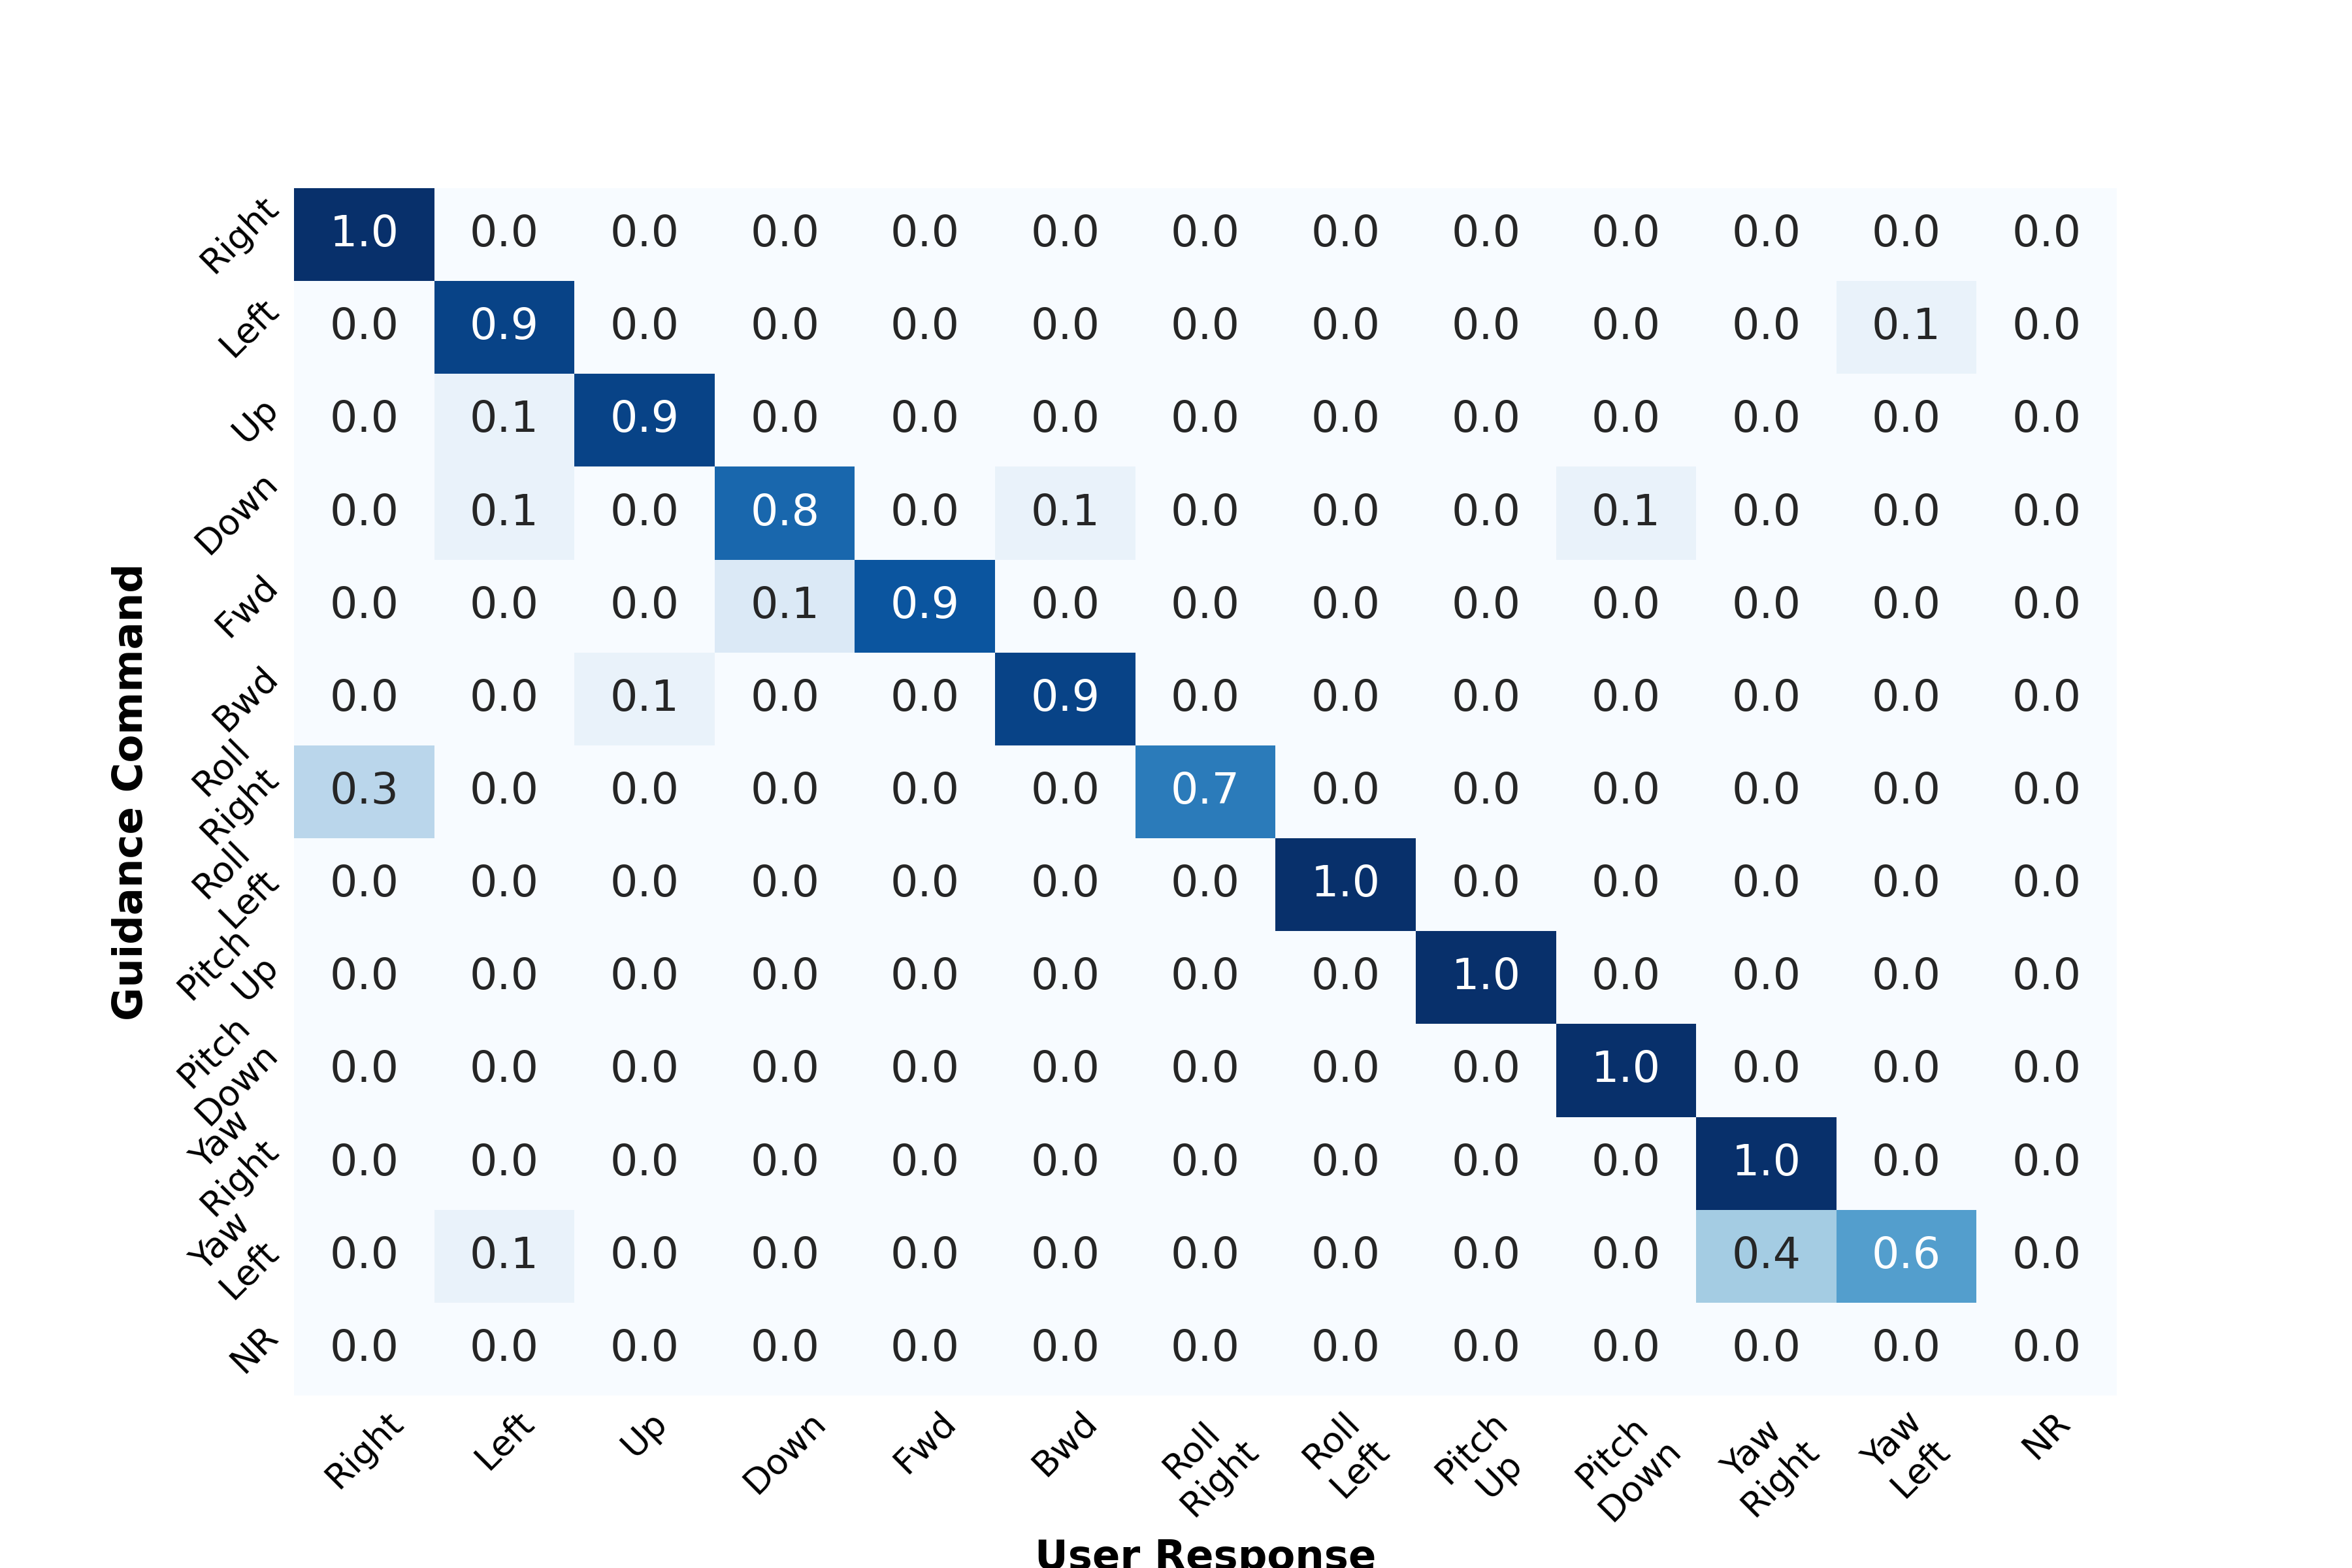 Right 1.0 0.0 0.0 0.0 0.0 0.0 0.0 0.0 0.0 0.0 0.0 0.0 0.0
Left 0.0 0.9 0.0 0.0 0.0 0.0 0.0 0.0 0.0 0.0 0.0 0.1 0.0
Up 0.0 0.1 0.9 0.0 0.0 0.0 0.0 0.0 0.0 0.0 0.0 0.0 0.0
Down 0.0 0.1 0.0 0.8 0.0 0.1 0.0 0.0 0.0 0.1 0.0 0.0 0.0
Fwd 0.0 0.0 0.0 0.1 0.9 0.0 0.0 0.0 0.0 0.0 0.0 0.0 0.0
Bwd 0.0 0.0 0.1 0.0 0.0 0.9 0.0 0.0 0.0 0.0 0.0 0.0 0.0
Roll Right 0.3 0.0 0.0 0.0 0.0 0.0 0.7 0.0 0.0 0.0 0.0 0.0 0.0
Roll Left 0.0 0.0 0.0 0.0 0.0 0.0 0.0 1.0 0.0 0.0 0.0 0.0 0.0
Pitch Up 0.0 0.0 0.0 0.0 0.0 0.0 0.0 0.0 1.0 0.0 0.0 0.0 0.0
Pitch Down 0.0 0.0 0.0 0.0 0.0 0.0 0.0 0.0 0.0 1.0 0.0 0.0 0.0
Yaw Right 0.0 0.0 0.0 0.0 0.0 0.0 0.0 0.0 0.0 0.0 1.0 0.0 0.0
Yaw Left 0.0 0.1 0.0 0.0 0.0 0.0 0.0 0.0 0.0 0.0 0.4 0.6 0.0
NR 0.0 0.0 0.0 0.0 0.0 0.0 0.0 0.0 0.0 0.0 0.0 0.0 0.0
Right Left Up Down Fwd Bwd Roll Right Roll Left Pitch Up Pitch Down Yaw Right Yaw Left NR
Guidance Command
User Response